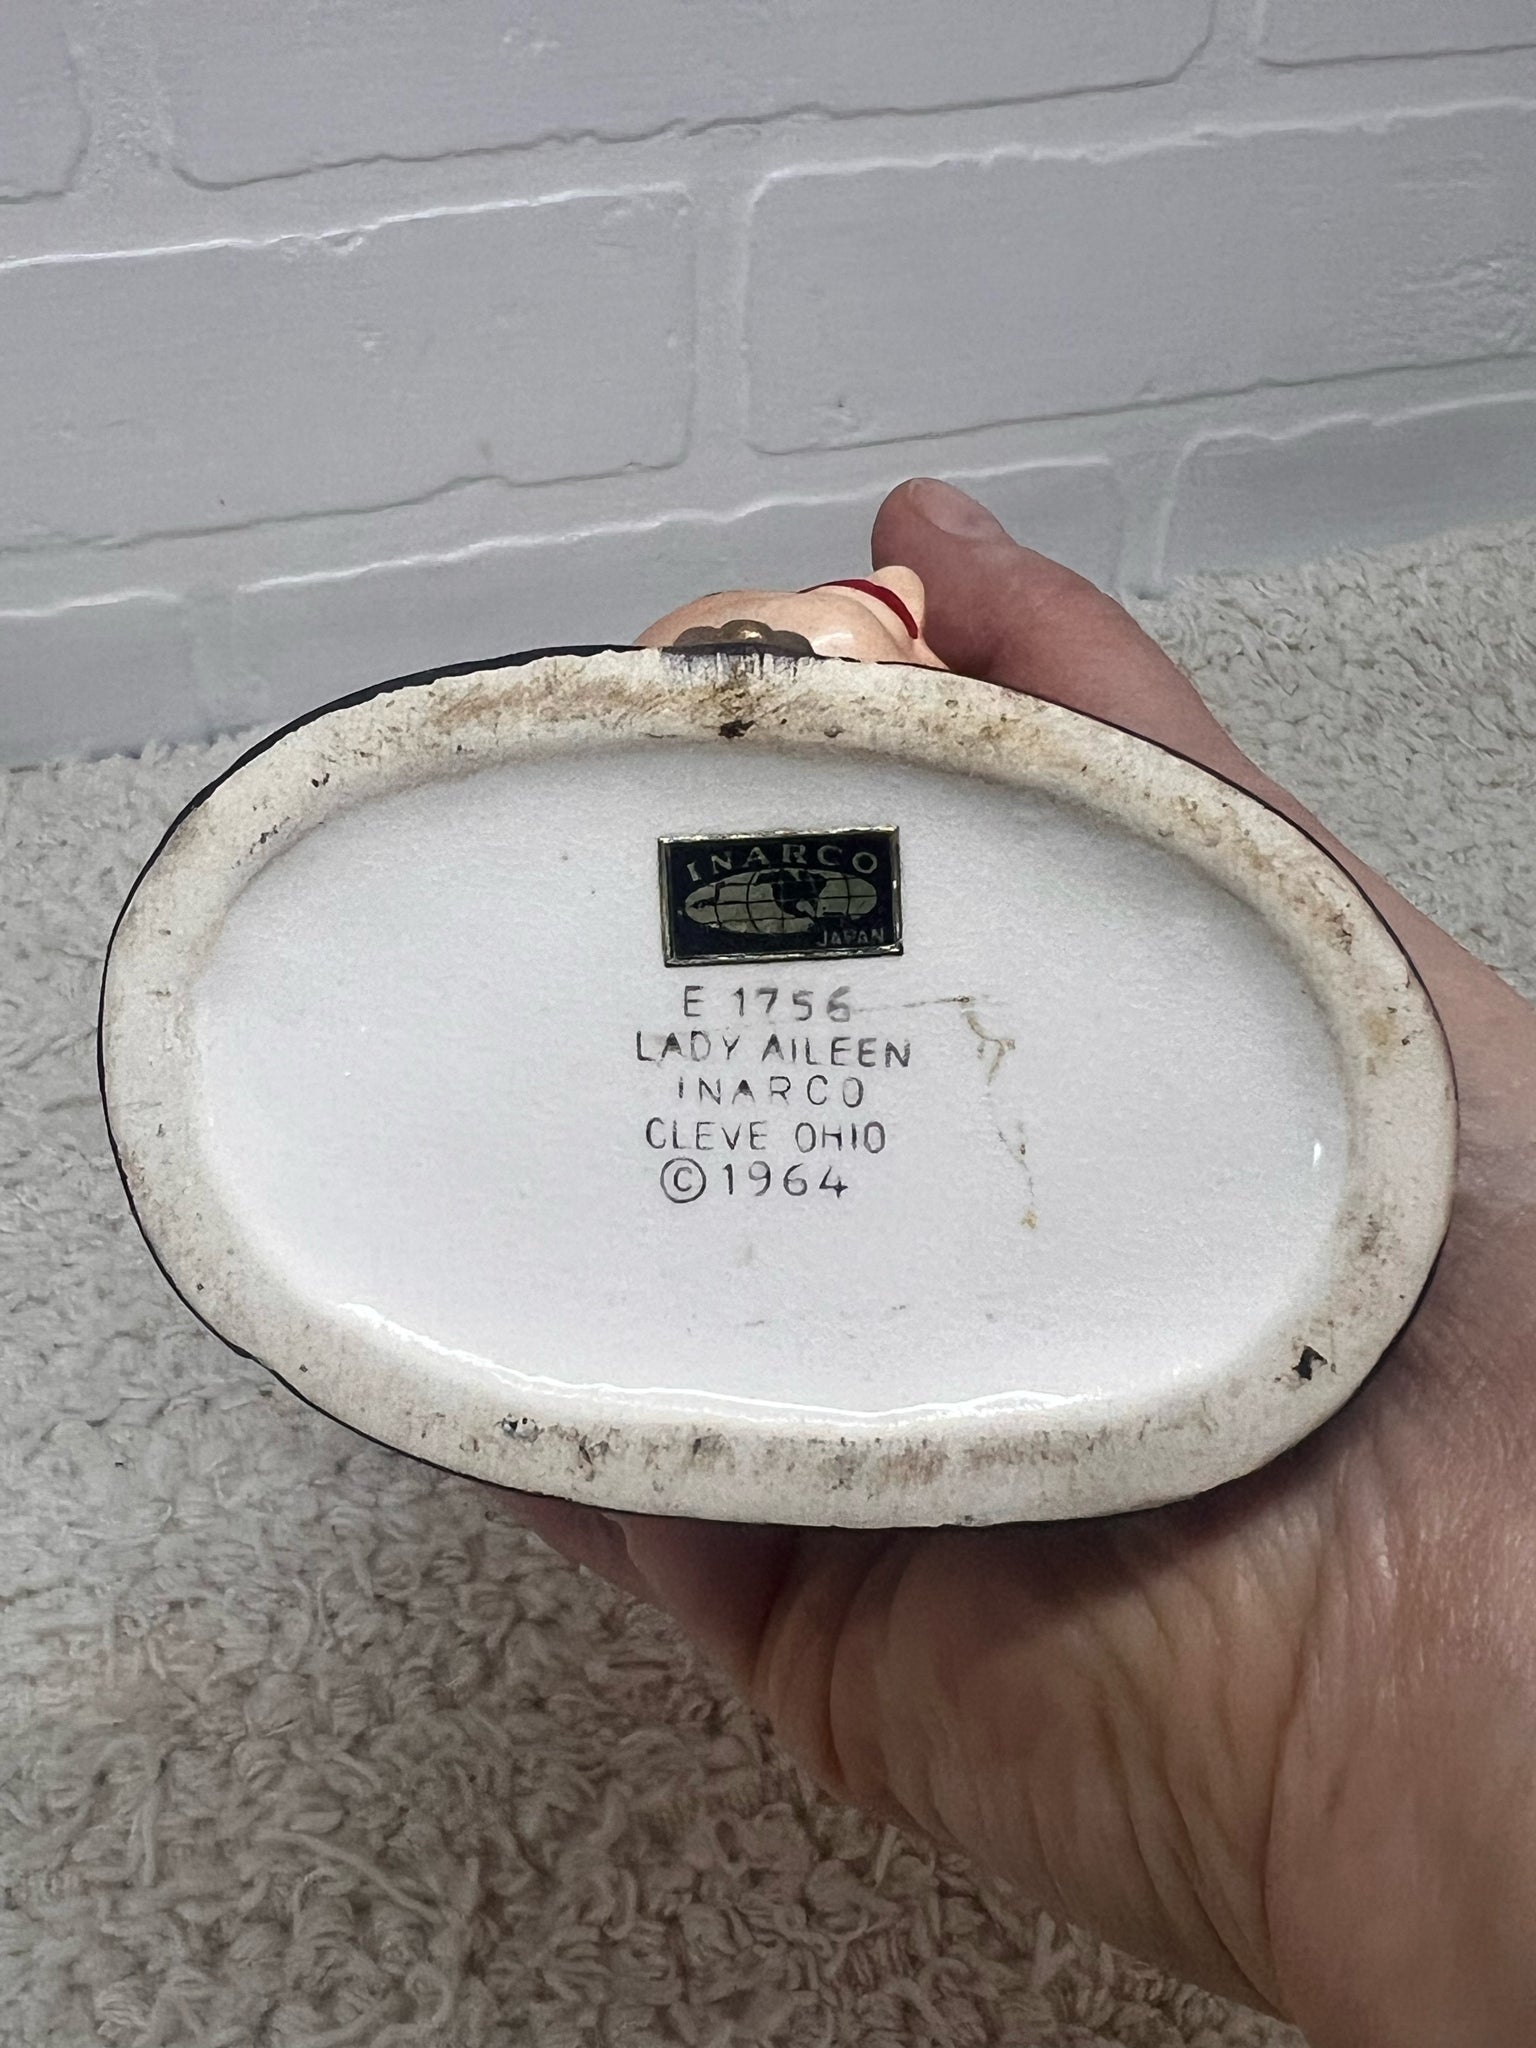 INARCO
JAPAN
E 1756
LADY AILEEN
INARCO
CLEVE OHIO
©1964